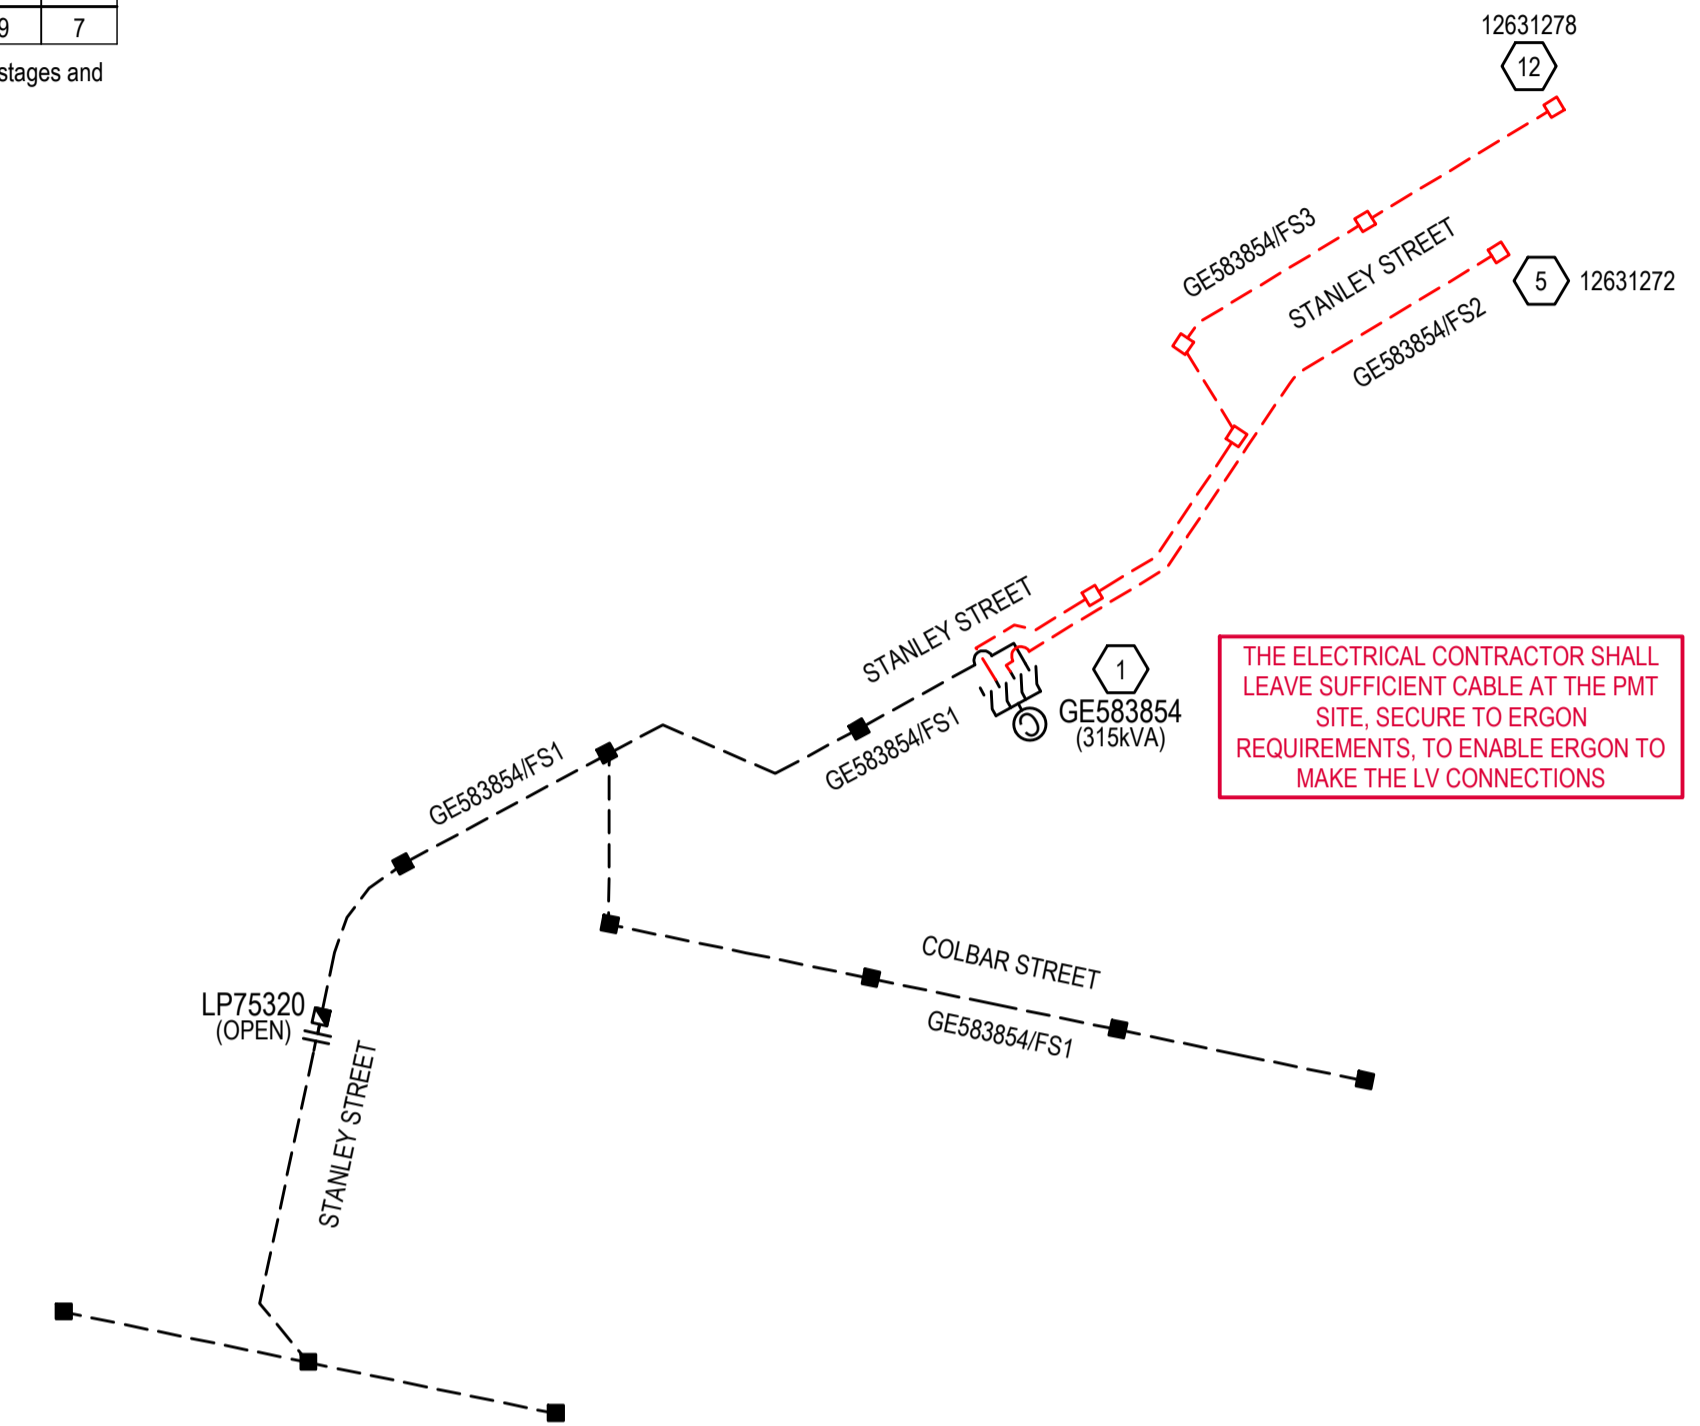 9 7
stages and
12631278
12
GE583854/FS3
STANLEY STREET
5 12631272
GE583854/FS2
STANLEY STREET
1
GE583854
(315kVA)
THE ELECTRICAL CONTRACTOR SHALL
LEAVE SUFFICIENT CABLE AT THE PMT
SITE, SECURE TO ERGON
REQUIREMENTS, TO ENABLE ERGON TO
MAKE THE LV CONNECTIONS
GE583854/FS1
GE583854/FS1
COLBAR STREET
GE583854/FS1
LP75320
(OPEN)
STANLEY STREET